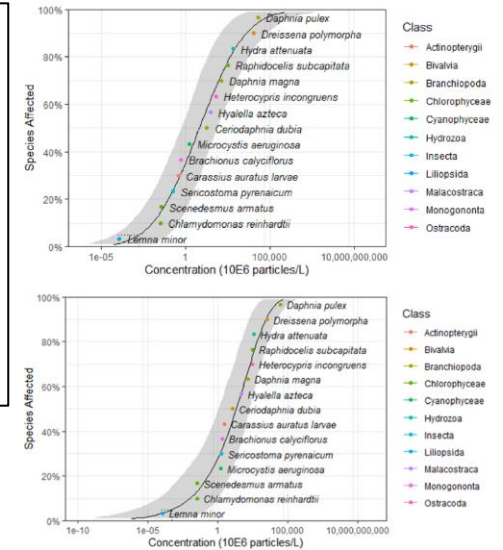 100%
80%
60%
40%
20%
0%
Species Affected
Daphnia pulex
Dreissena polymorpha
Hydra attenuata
Raphidocelis subcapitata
Daphnia magna
Heterocypris incongruens
Hyalella azteca
Ceriodaphnia dubia
Microcystis aeruginosa
Brachionus calyciflorus
Carassius auratus larvae
Sericostoma pyrenaicum
Scenedesmus armatus
Chlamydomonas reinhardtii
Lemna minor
1e-05
1
100,000
10,000,000,000
Concentration (10E6 particles/L)
Class
Actinopterygii
Bivalvia
Branchiopoda
Chlorophyceae
Cyanophyceae
Hydrozoa
Insecta
Liliopsida
Malacostraca
Monogononta
Ostracoda
100%
80%
60%
40%
20%
0%
Species Affected
Daphnia pulex
Dreissena polymorpha
Hydra attenuata
Raphidocelis subcapitata
Heterocypris incongruens
Daphnia magna
Hyalella azteca
Ceriodaphnia dubia
Carassius auratus larvae
Brachionus calyciflorus
Sericostoma pyrenaicum
Microcystis aeruginosa
Scenedesmus armatus
Chlamydomonas reinhardtii
Lemna minor
1e-10
1e-05
1
100,000
10,000,000,000
Concentration (10E6 particles/L)
Class
Actinopterygii
Bivalvia
Branchiopoda
Chlorophyceae
Cyanophyceae
Hydrozoa
Insecta
Liliopsida
Malacostraca
Monogononta
Ostracoda